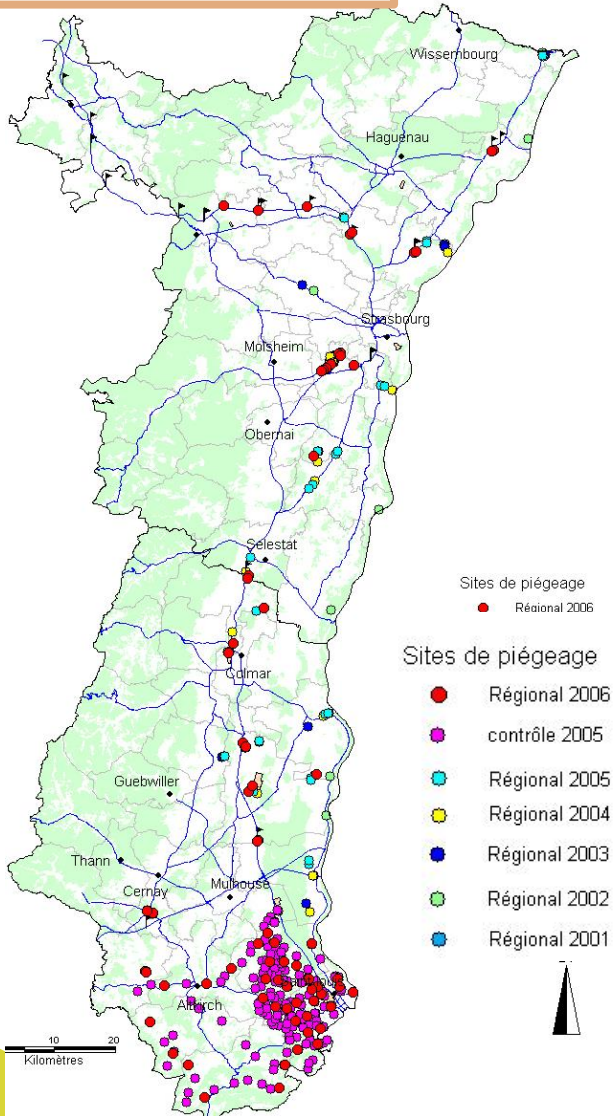 Wissembourg
Haguenau
Strasbourg
Molsheim
Obernai
Sélestat
Sites de piégeage
Régional 2006
Colmar
Sites de piégeage
Régional 2006
contrôle 2005
Régional 2005
Guebwiller
Régional 2004
Thann
Régional 2003
Cernay
Mulhouse
Régional 2002
Régional 2001
Altkirch
10 20
Kilomètres